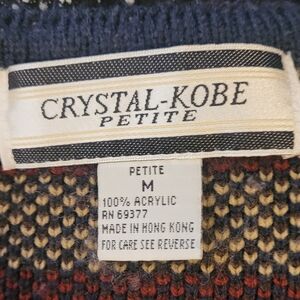 CRYSTAL-KOBE
PETITE
PETITE
M
100% ACRYLIC
RN 69377
MADE IN HONG KONG
FOR CARE SEE REVERSE